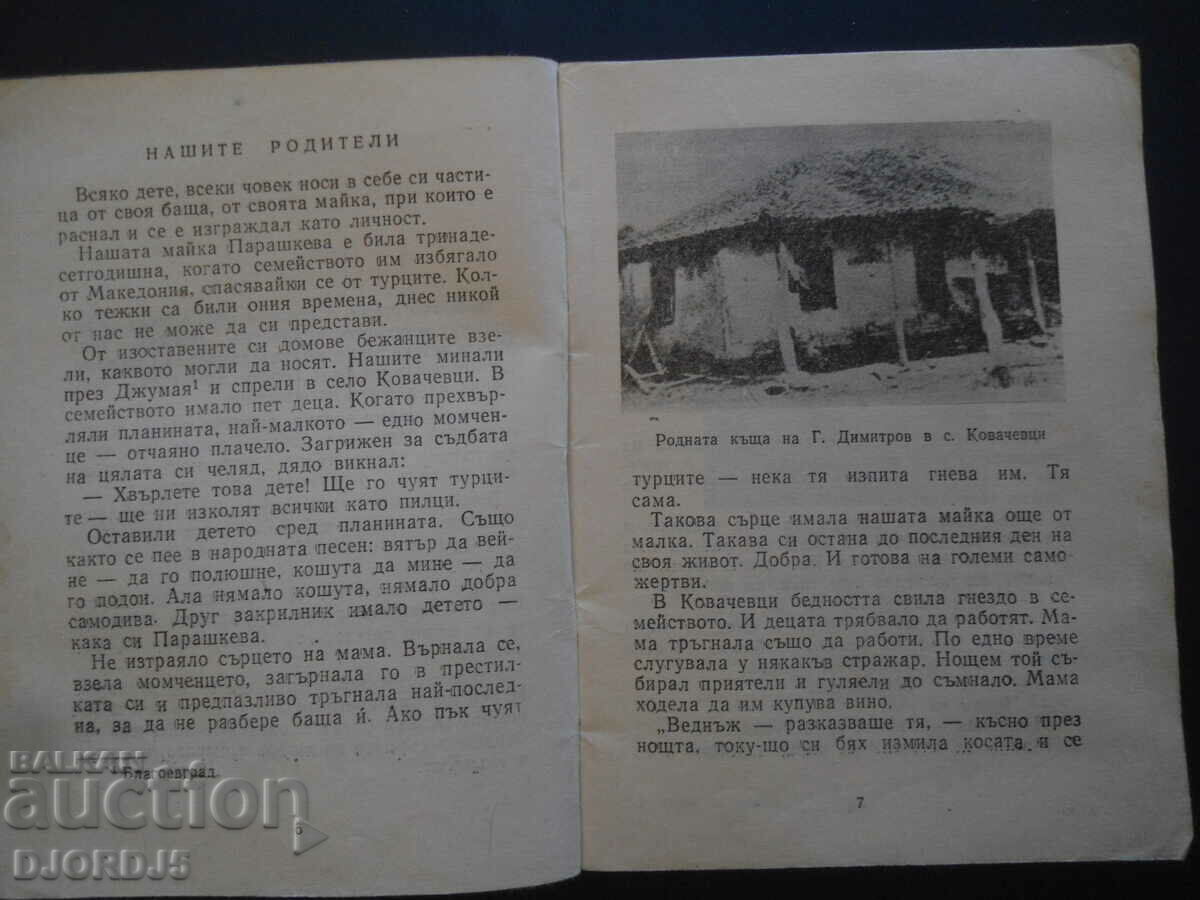 НАШИТЕ РОДИТЕЛИ
Всяко дете, всеки човек носи в себе си части-
ца от своя баща, от своята майка, при които е
раснал и се е изграждал като личност.
Нашата майка Парашкева е била тринаде-
сетгодишна, когато семейството им избягало
от Македония, спасявайки се от турците. Кол-
ко тежки са били ония времена, днес никой
от нас не може да си представи.
От изоставените си домове бежанците взе-
ли, каквото могли да носят. Нашите минали
през Джумая¹ и спрели в село Ковачевци. В
семейството имало пет деца. Когато прехвър-
ляли планината, най-малкото — едно момчен-
це — отчаяно плачело. Загрижен за съдбата
на цялата си челяд, дядо викнал:
— Хвърлете това дете! Ще го чуят турци-
те — ще ни изколят всички като пилци.
Оставили детето сред планината. Също
както се пее в народната песен: вятър да вей-
не — да го полюшне, кошута да мине — да
го подои. Ала нямало кошута, нямало добра
самодива. Друг закрилник имало детето —
кака си Парашкева.
Не изтраяло сърцето на мама. Върнала се,
взела момченцето, загърнала го в престил-
ката си и предпазливо тръгнала най-послед-
на, за да не разбере баща ѝ. Ако пък чуят
¹ Благоевград
6
Родната къща на Г. Димитров в с. Ковачевци
турците — нека тя изпита гнева им. Тя
сама.
Такова сърце имала нашата майка още от
малка. Такава си остана до последния ден на
своя живот. Добра. И готова на големи само-
жертви.
В Ковачевци бедността свила гнездо в се-
мейството. И децата трябвало да работят. Ма-
ма тръгнала също да работи. По едно време
слугувала у някакъв стражар. Нощем той съ-
бирал приятели и гуляели до съмнало. Мама
ходела да им купува вино.
„Веднъж — разказваше тя, — късно през
нощта, току-що си бях измила косата и се
7
BALKAN
auction
DJORDJ5